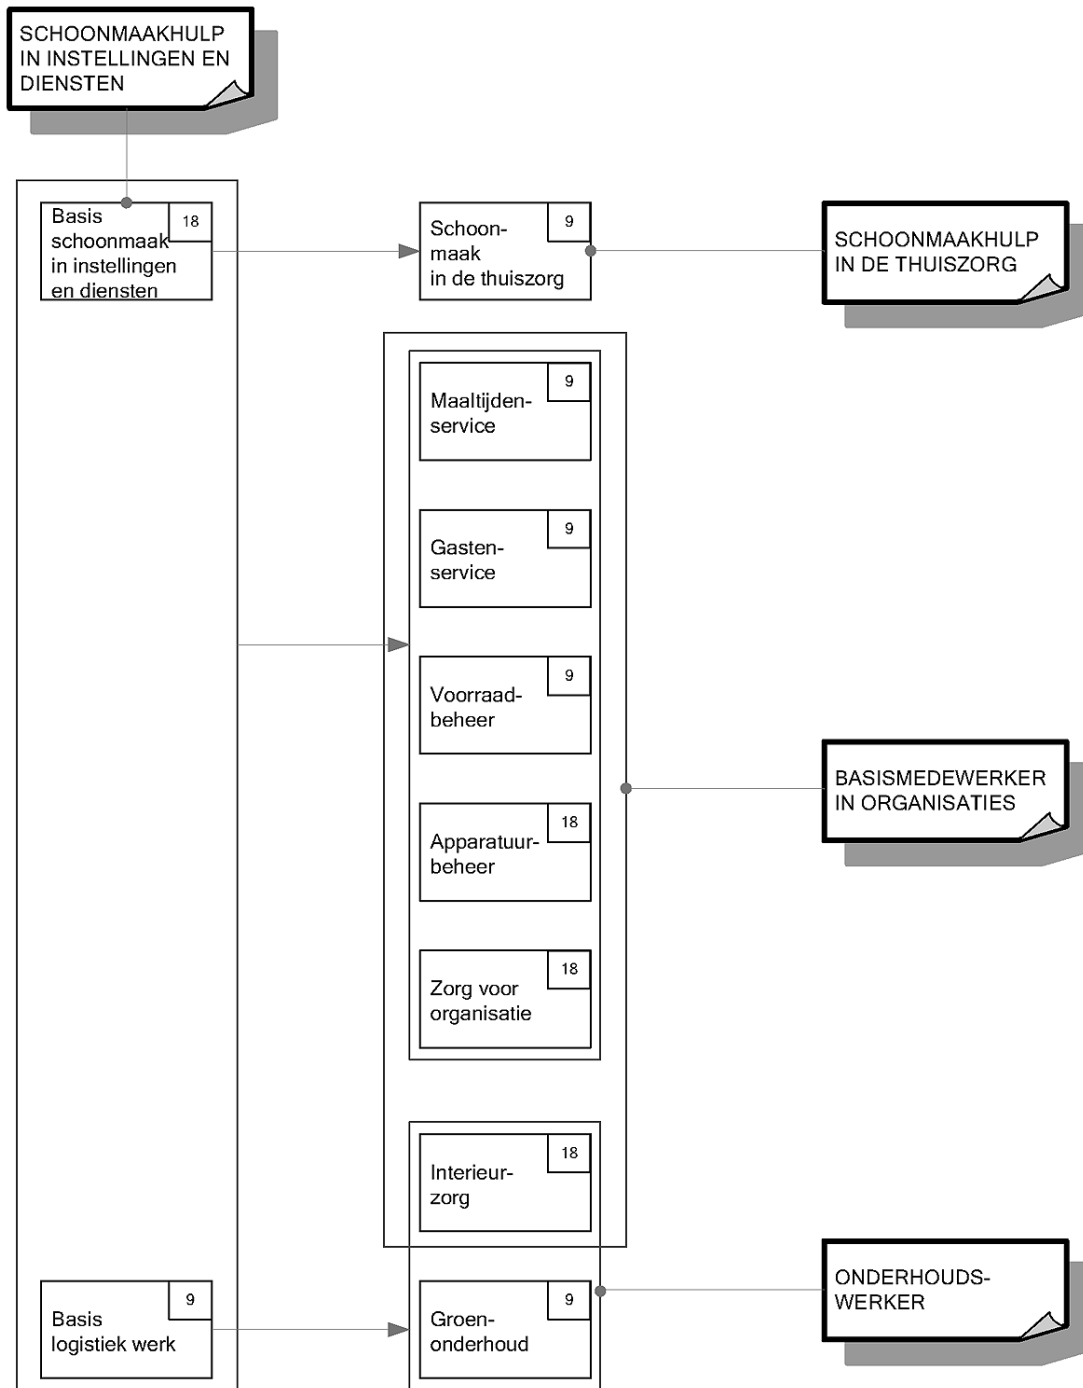 SCHOONMAAKHULP
IN INSTELLINGEN EN
DIENSTEN
Basis
schoonmaak
in instellingen
en diensten
18
Schoon-
maak
in de thuiszorg
9
SCHOONMAAKHULP
IN DE THUISZORG
Maaltijden-
service
9
Gasten-
service
9
Voorraad-
beheer
9
Apparatuur-
beheer
18
BASISMEDEWERKER
IN ORGANISATIES
Zorg voor
organisatie
18
Interieur-
zorg
18
Basis
logistiek werk
9
Groen-
onderhoud
9
ONDERHOUDS-
WERKER